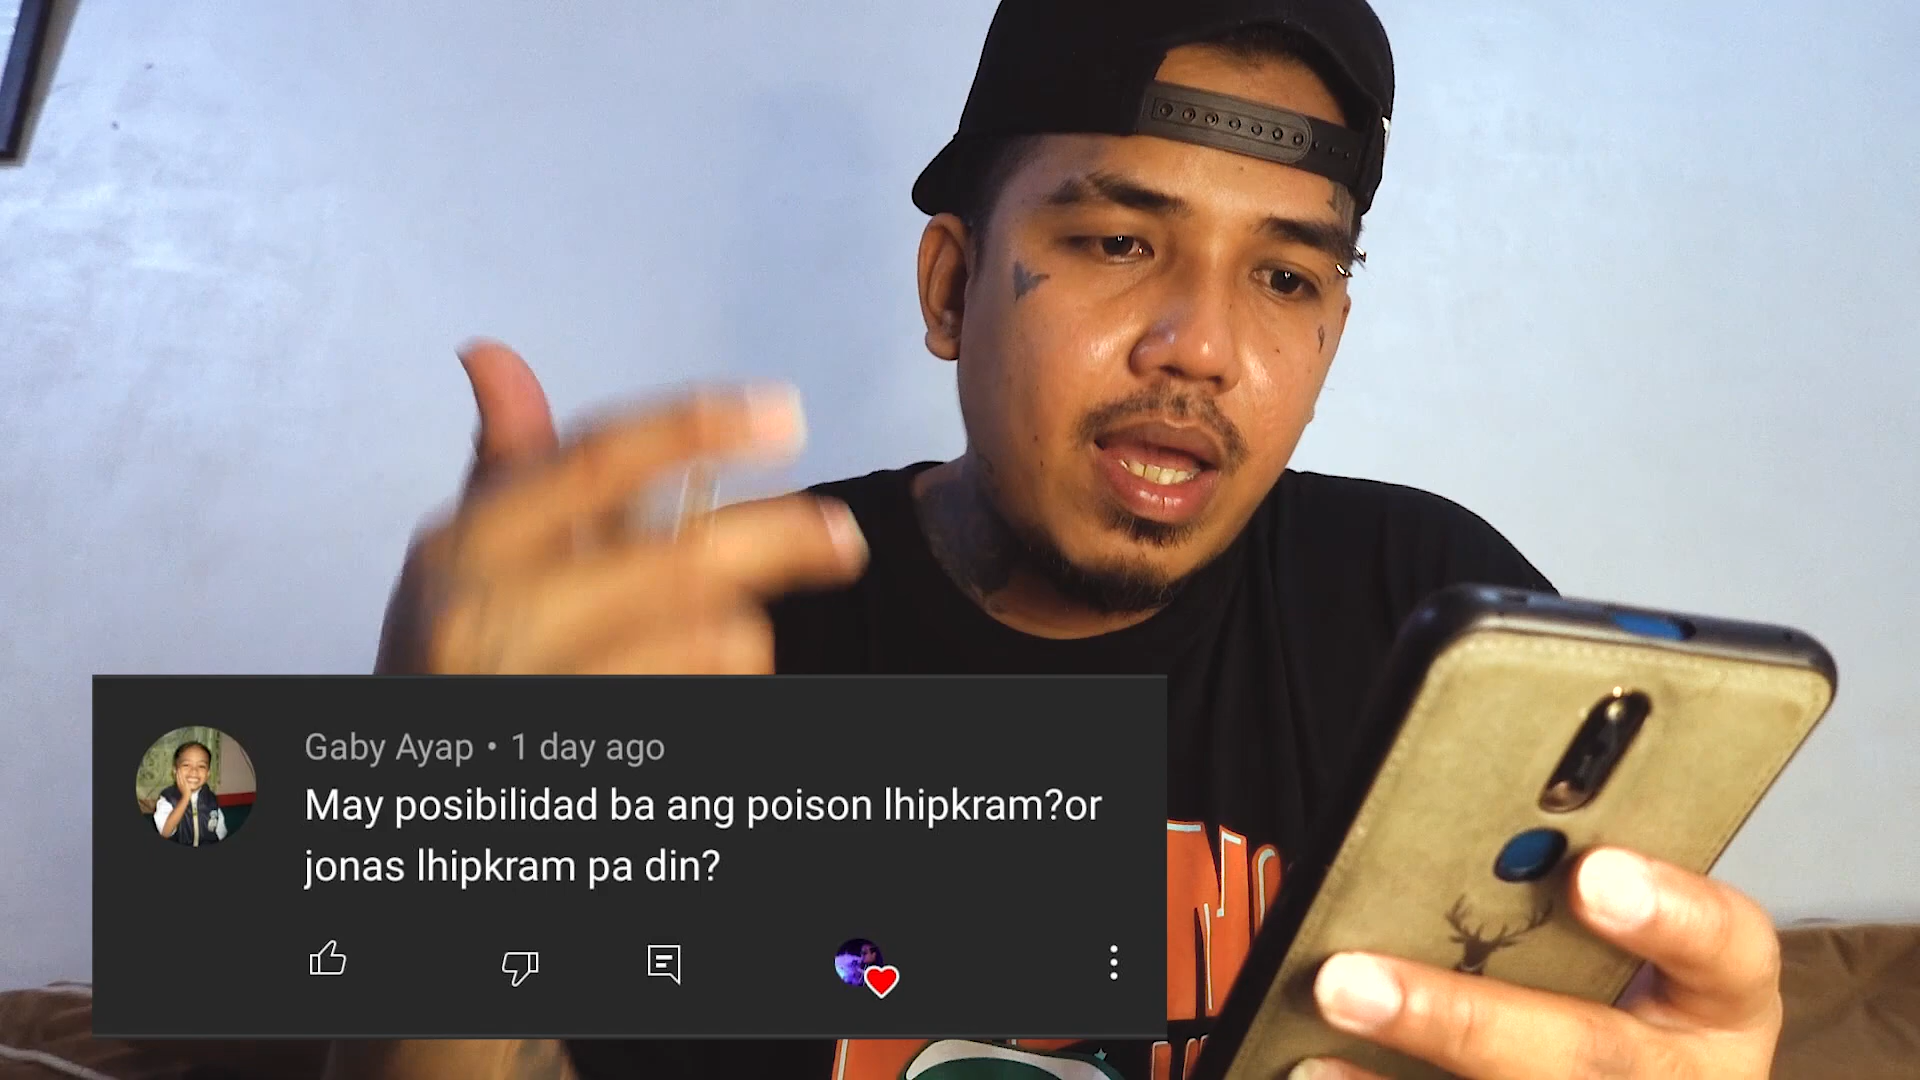 Gaby Ayap • 1 day ago
May posibilidad ba ang poison lhipkram?or
jonas lhipkram pa din?